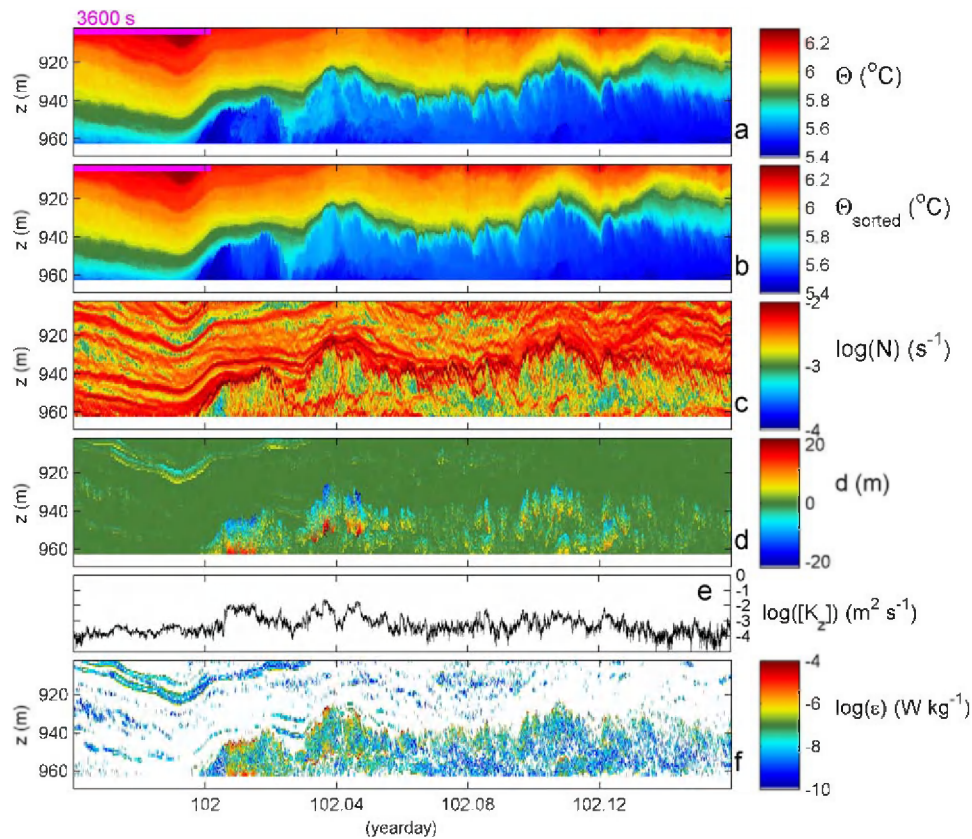 3600 s
920
940
960
z (m)
a
6.2
6
5.8
5.6
5.4
Θ (°C)
920
940
960
z (m)
b
6.2
6
5.8
5.6
5.4
Θsorted (°C)
920
940
960
z (m)
c
-2
-3
-4
log(N) (s⁻¹)
920
940
960
z (m)
d
20
10
0
-10
-20
d (m)
e
0
-1
-2
-3
-4
log([Kz]) (m² s⁻¹)
920
940
960
z (m)
f
-4
-6
-8
-10
log(ε) (W kg⁻¹)
102 102.04 102.08 102.12
(yearday)